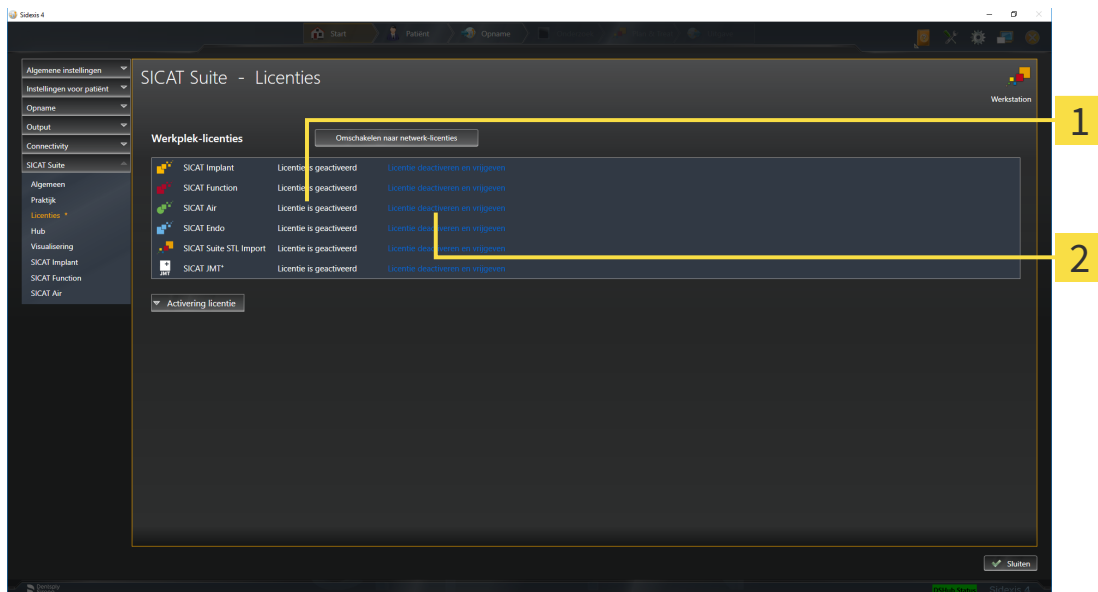 Sidexis 4
Start
Patiënt
Opname
Algemene instellingen
Instellingen voor patiënt
Opname
Output
Connectivity
SICAT Suite
Algemeen
Praktijk
Licenties *
Hub
Visualisering
SICAT Implant
SICAT Function
SICAT Air
SICAT Suite - Licenties
Werkstation
Werkplek-licenties
Omschakelen naar netwerk-licenties
SICAT Implant Licentie is geactiveerd Licentie deactiveren en vrijgeven
SICAT Function Licentie is geactiveerd Licentie deactiveren en vrijgeven
SICAT Air Licentie is geactiveerd Licentie deactiveren en vrijgeven
SICAT Endo Licentie is geactiveerd Licentie deactiveren en vrijgeven
SICAT Suite STL Import Licentie is geactiveerd Licentie deactiveren en vrijgeven
JMT SICAT JMT+ Licentie is geactiveerd Licentie deactiveren en vrijgeven
Activering licentie
1
2
Sluiten
Dentsply
Sidexis 4